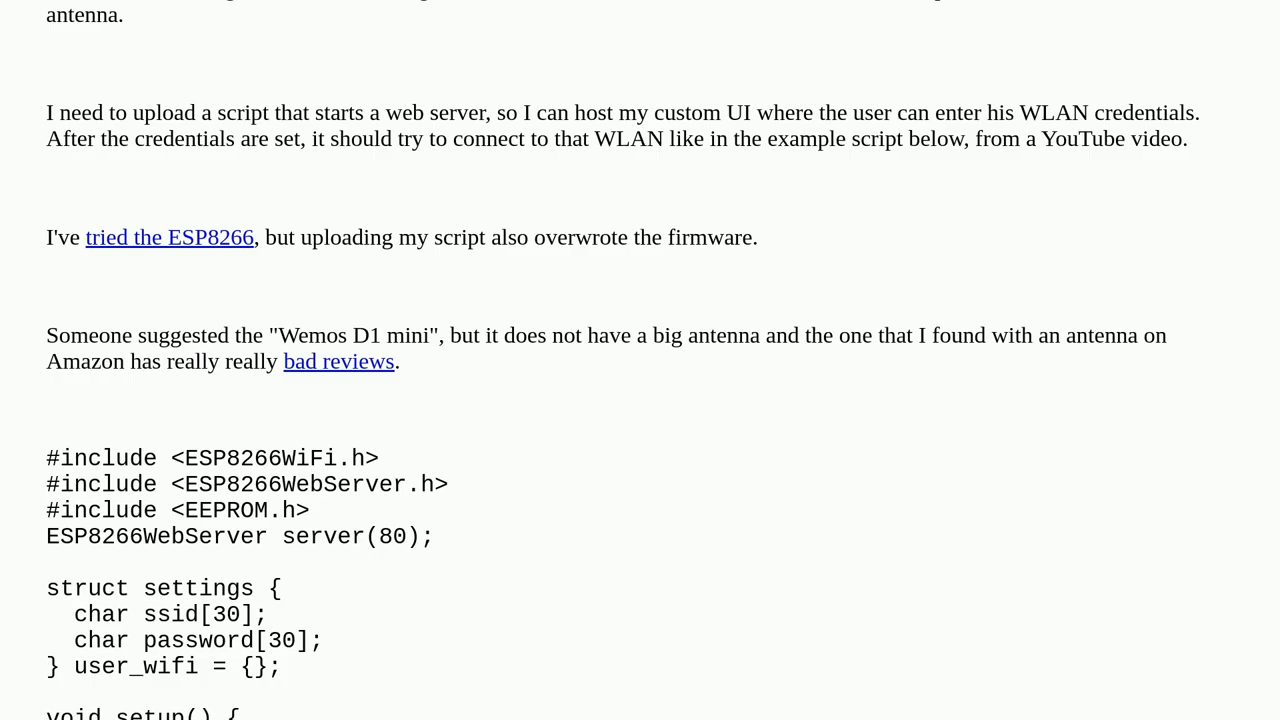 antenna.
I need to upload a script that starts a web server, so I can host my custom UI where the user can enter his WLAN credentials.
After the credentials are set, it should try to connect to that WLAN like in the example script below, from a YouTube video.
I've tried the ESP8266, but uploading my script also overwrote the firmware.
Someone suggested the "Wemos D1 mini", but it does not have a big antenna and the one that I found with an antenna on
Amazon has really really bad reviews.
#include <ESP8266WiFi.h>
#include <ESP8266WebServer.h>
#include <EEPROM.h>
ESP8266WebServer server(80);
struct settings {
  char ssid[30];
  char password[30];
} user_wifi = {};
void setup() {